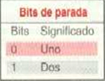 Bits de parada
Bits Significado
0 Uno
1 Dos